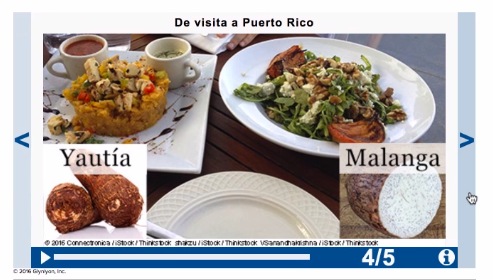 De visita a Puerto Rico
<
>
Yautía
Malanga
© 2016 Connectronica / iStock / Thinkstock shakzu / iStock / Thinkstock VSanandhakrishna / iStock / Thinkstock
4/5
i
© 2016 Glynlyon, Inc.